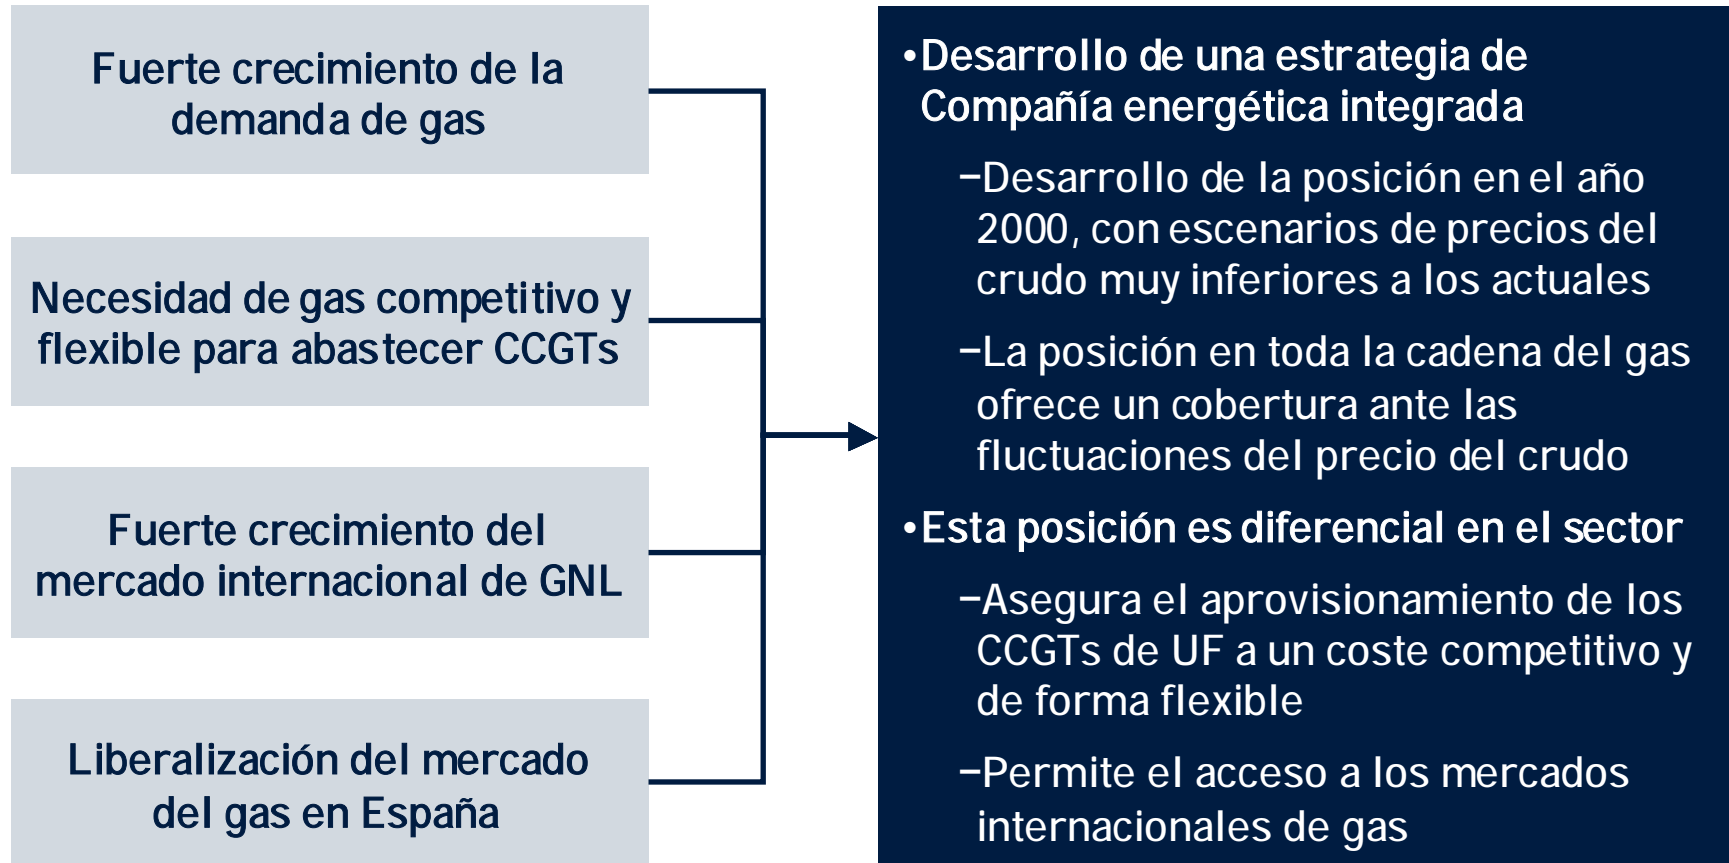 Fuerte crecimiento de la
demanda de gas
Necesidad de gas competitivo y
flexible para abastecer CCGTs
Fuerte crecimiento del
mercado internacional de GNL
Liberalización del mercado
del gas en España
•Desarrollo de una estrategia de
Compañía energética integrada
–Desarrollo de la posición en el año
2000, con escenarios de precios del
crudo muy inferiores a los actuales
–La posición en toda la cadena del gas
ofrece un cobertura ante las
fluctuaciones del precio del crudo
•Esta posición es diferencial en el sector
–Asegura el aprovisionamiento de los
CCGTs de UF a un coste competitivo y
de forma flexible
–Permite el acceso a los mercados
internacionales de gas